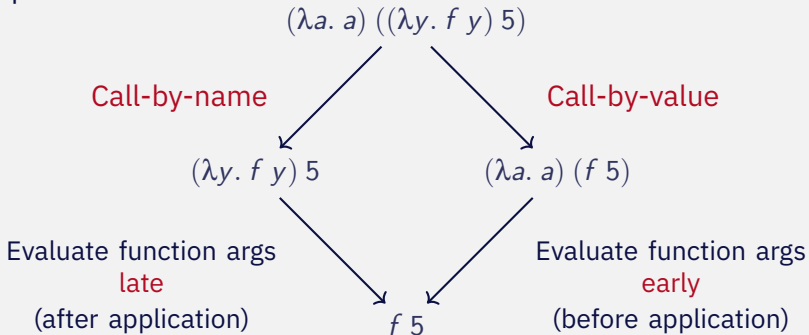 (λa. a) ((λy. f y) 5)
Call-by-name
Call-by-value
(λy. f y) 5
(λa. a) (f 5)
Evaluate function args
late
(after application)
Evaluate function args
early
(before application)
f 5